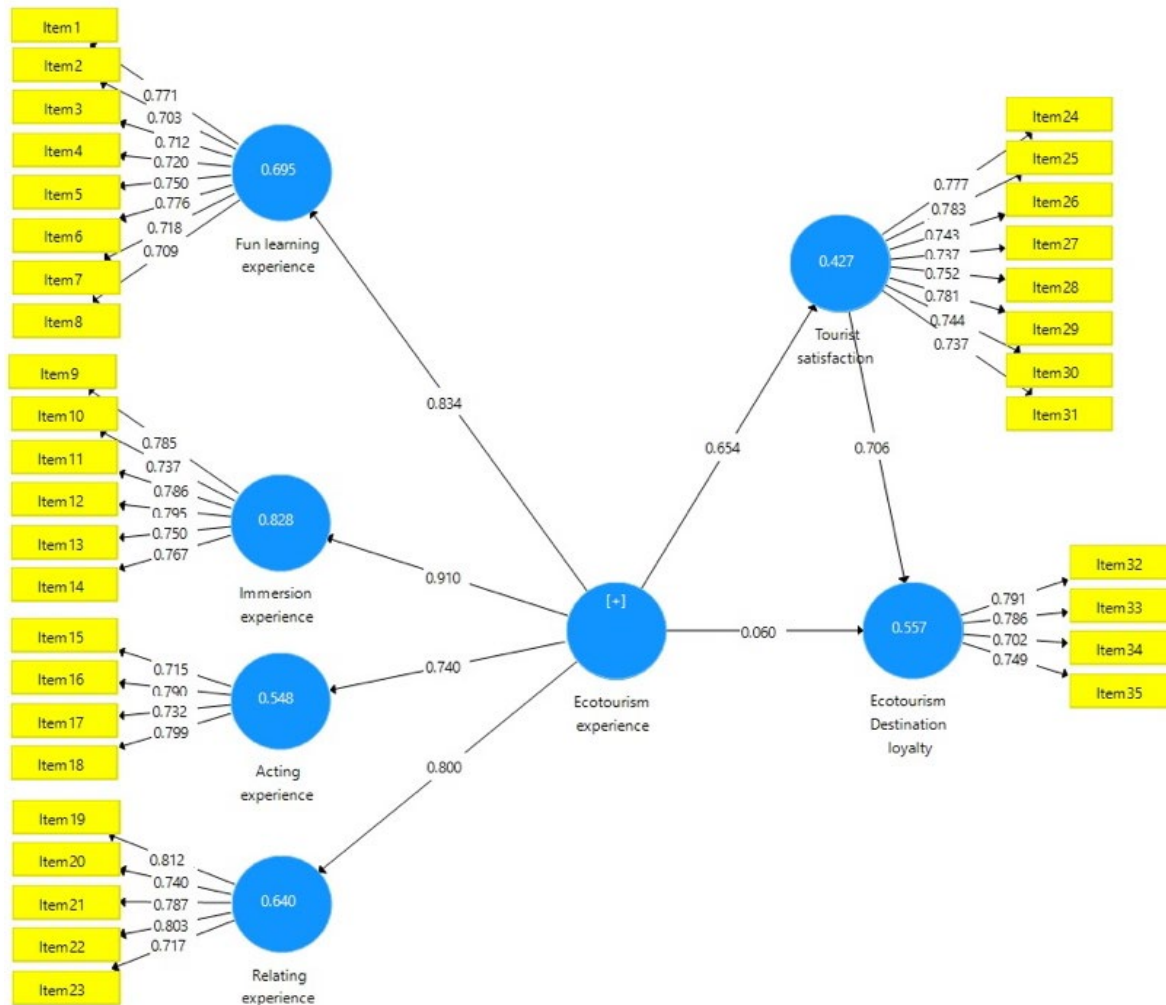 Item1
Item2
Item3
Item4
Item5
Item6
Item7
Item8
0.771
0.703
0.712
0.720
0.750
0.776
0.718
0.709
0.695
Fun learning
experience
Item9
Item10
Item11
Item12
Item13
Item14
0.785
0.737
0.786
0.795
0.750
0.767
0.828
Immersion
experience
Item15
Item16
Item17
Item18
0.715
0.790
0.732
0.799
0.548
Acting
experience
Item19
Item20
Item21
Item22
Item23
0.812
0.740
0.787
0.803
0.717
0.640
Relating
experience
0.834
0.910
0.740
0.800
[+]
Ecotourism
experience
0.654
0.060
0.706
0.427
Tourist
satisfaction
0.777
0.783
0.743
0.737
0.752
0.781
0.744
0.737
Item24
Item25
Item26
Item27
Item28
Item29
Item30
Item31
0.557
Ecotourism
Destination
loyalty
0.791
0.786
0.702
0.749
Item32
Item33
Item34
Item35